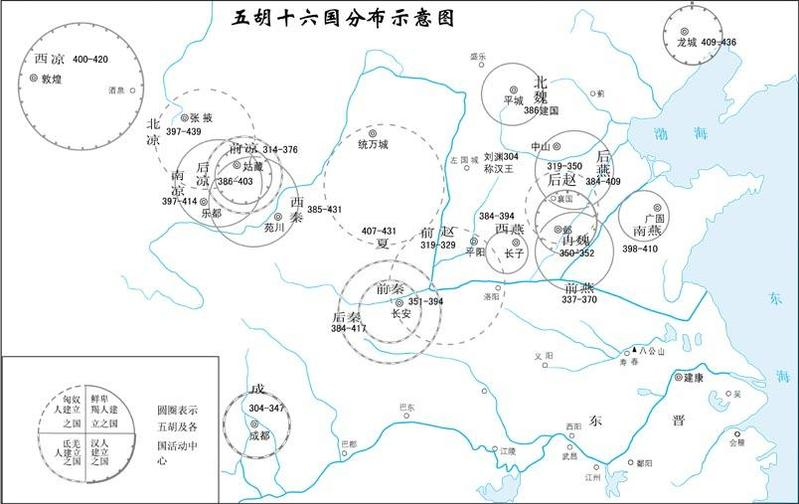 五胡十六国分布示意图
西凉 400-420
敦煌
酒泉
龙城 409-436
盛乐
北魏
平城
386建国
蓟
渤海
张掖
397-439
北凉
前凉 314-376
姑藏
后凉
386-403
南凉
397-414
乐都
西秦
385-431
苑川
统万城
407-431
夏
左国城
刘渊304
称汉王
中山
319-350
后赵
后燕
384-409
襄国
邺
冉魏
350-352
广固
南燕
398-410
384-394
西燕
长子
前赵
319-329
平阳
前燕
337-370
洛阳
前秦
351-394
长安
后秦
384-417
东海
义阳
寿春
八公山
建康
吴
会稽
成
304-347
成都
巴东
巴郡
江陵
西阳
武昌
江州
鄱阳
东晋
匈奴
人建立
之国
鲜卑
羯人建
立之国
氐羌
人建立
之国
汉人
建立
之国
圆圈表示
五胡及各
国活动中
心